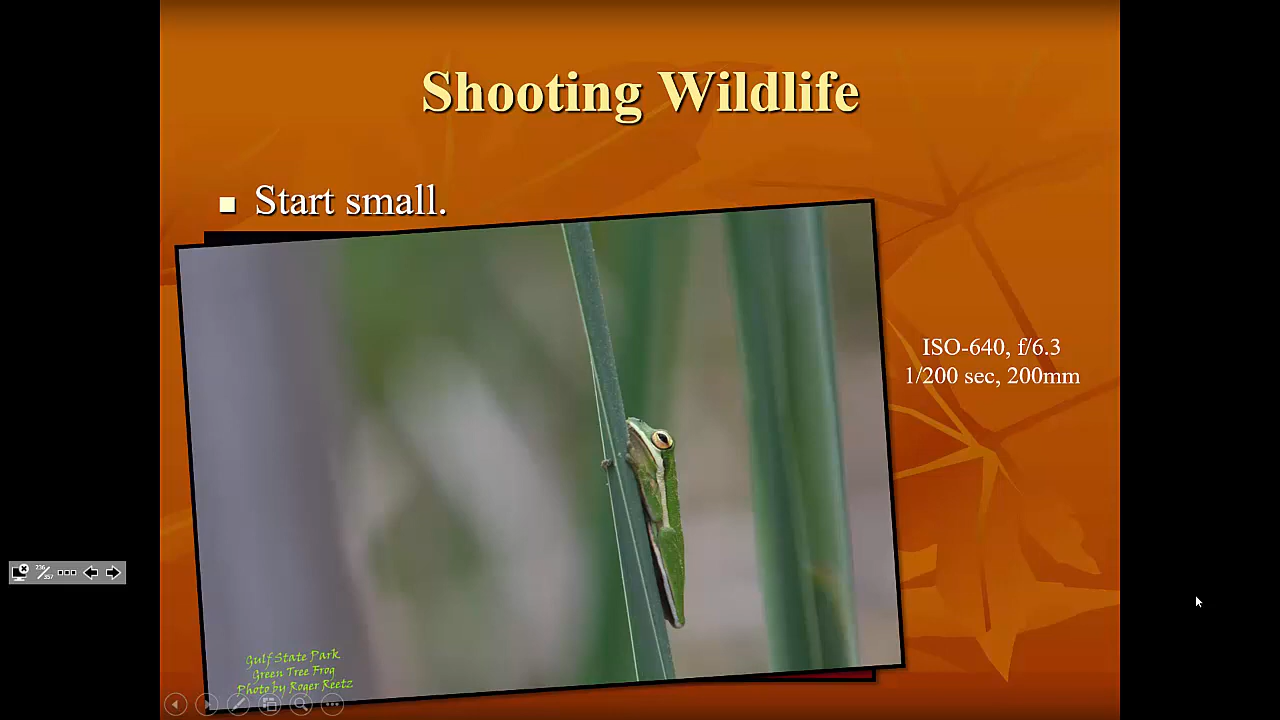 Shooting Wildlife
Start small.
ISO-640, f/6.3
1/200 sec, 200mm
Gulf State Park
Green Tree Frog
Photo by Roger Reetz